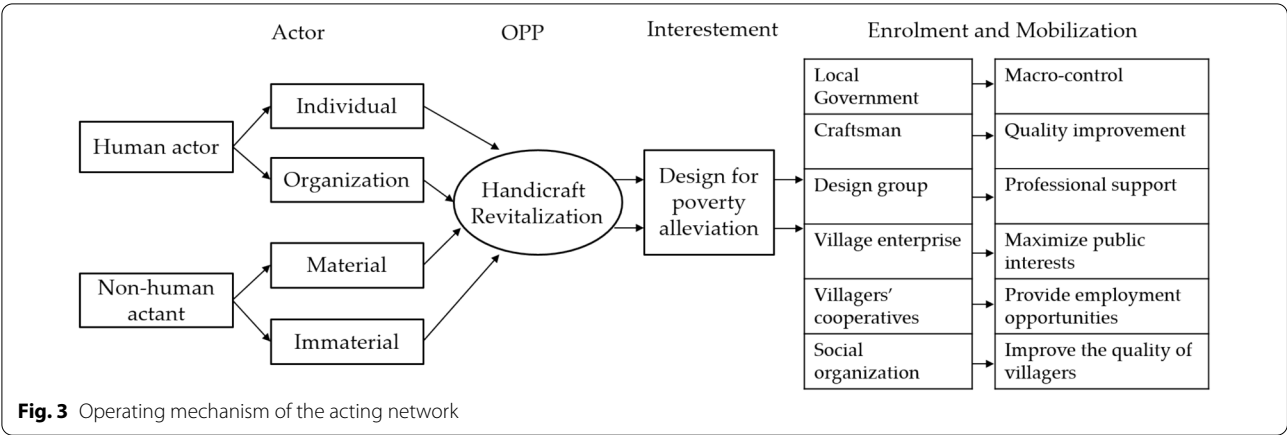 Actor
OPP
Interestement
Enrolment and Mobilization
Human actor
Non-human
actant
Individual
Organization
Material
Immaterial
Handicraft
Revitalization
Design for
poverty
alleviation
Local
Government
Macro-control
Craftsman
Quality improvement
Design group
Professional support
Village enterprise
Maximize public
interests
Villagers’
cooperatives
Provide employment
opportunities
Social
organization
Improve the quality of
villagers
Fig. 3 Operating mechanism of the acting network